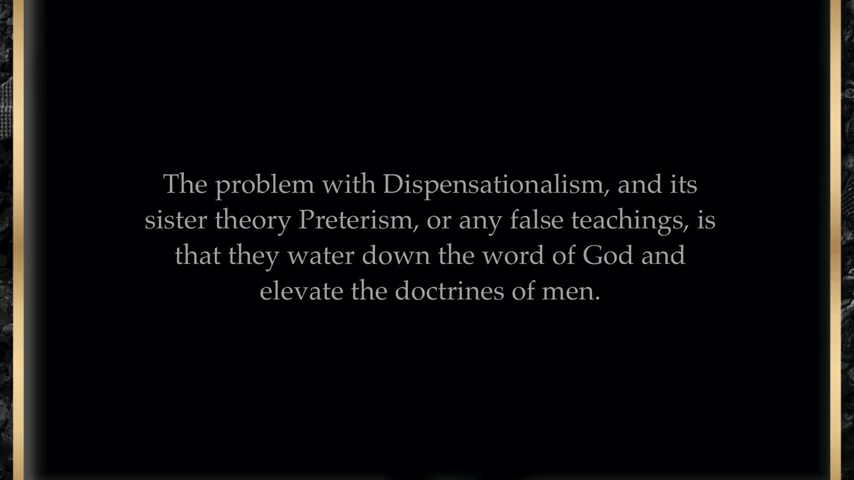 The problem with Dispensationalism, and its
sister theory Preterism, or any false teachings, is
that they water down the word of God and
elevate the doctrines of men.